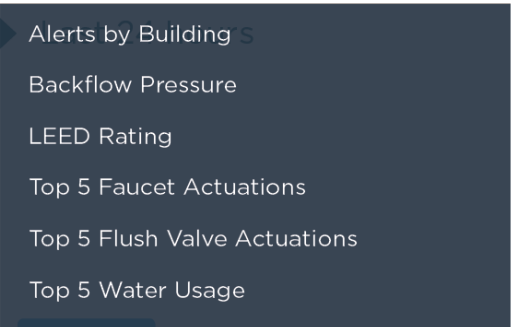 Alerts by Building
Backflow Pressure
LEED Rating
Top 5 Faucet Actuations
Top 5 Flush Valve Actuations
Top 5 Water Usage